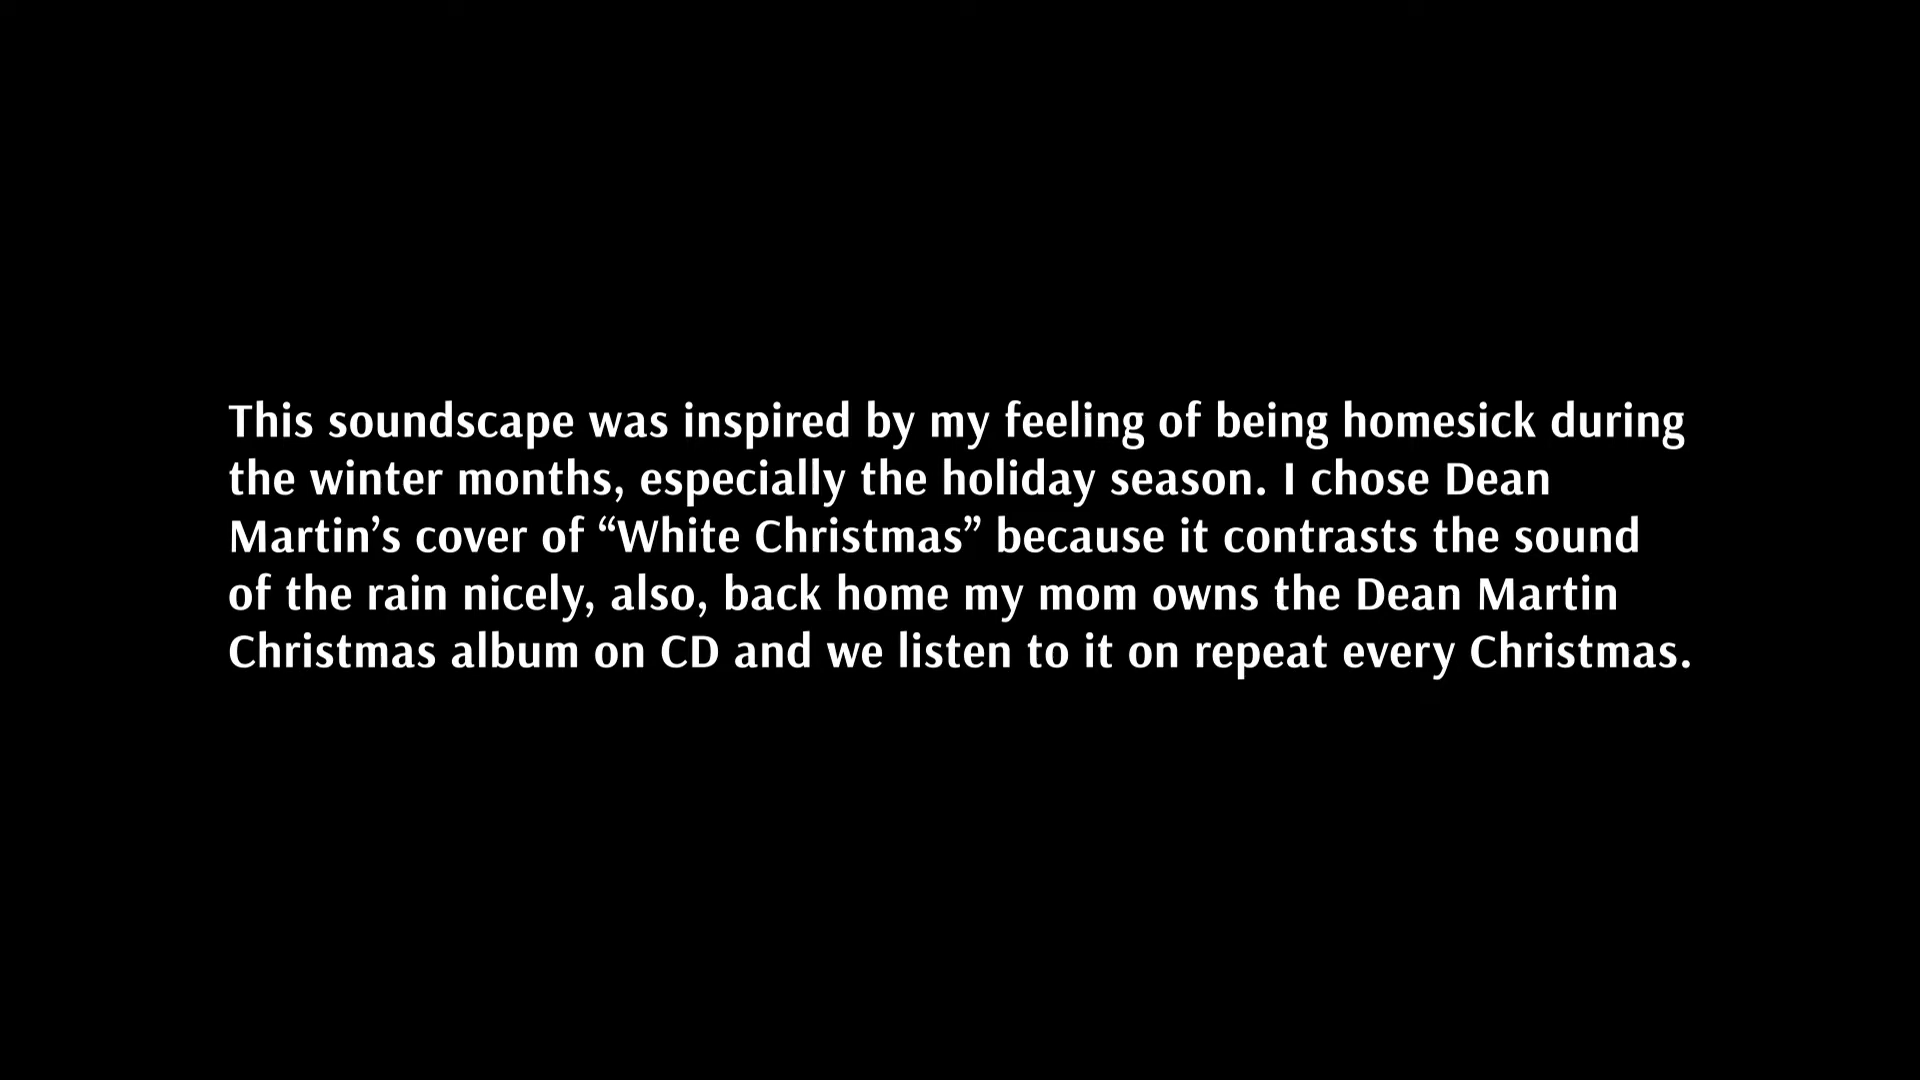 This soundscape was inspired by my feeling of being homesick during
the winter months, especially the holiday season. I chose Dean
Martin’s cover of “White Christmas” because it contrasts the sound
of the rain nicely, also, back home my mom owns the Dean Martin
Christmas album on CD and we listen to it on repeat every Christmas.